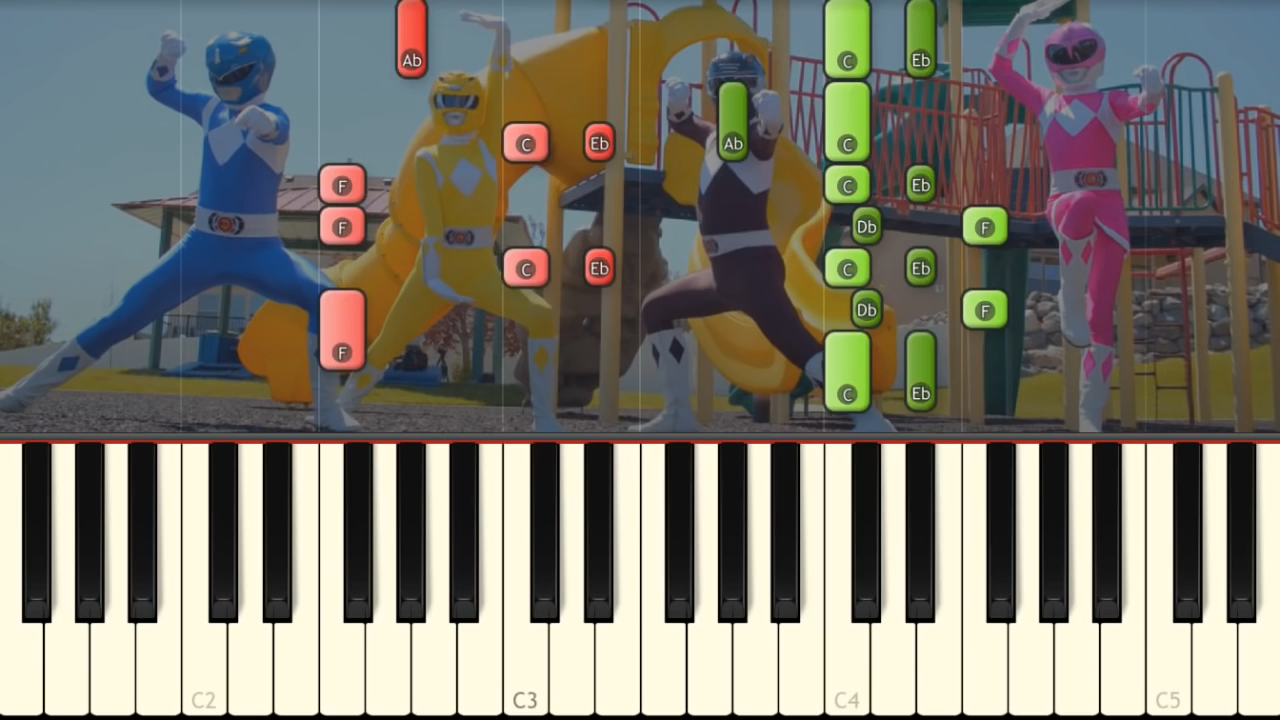 Ab C Eb
C Eb Ab C
F C Eb
F Db F
C Eb C Eb
Db F
F
C Eb
C2 C3 C4 C5